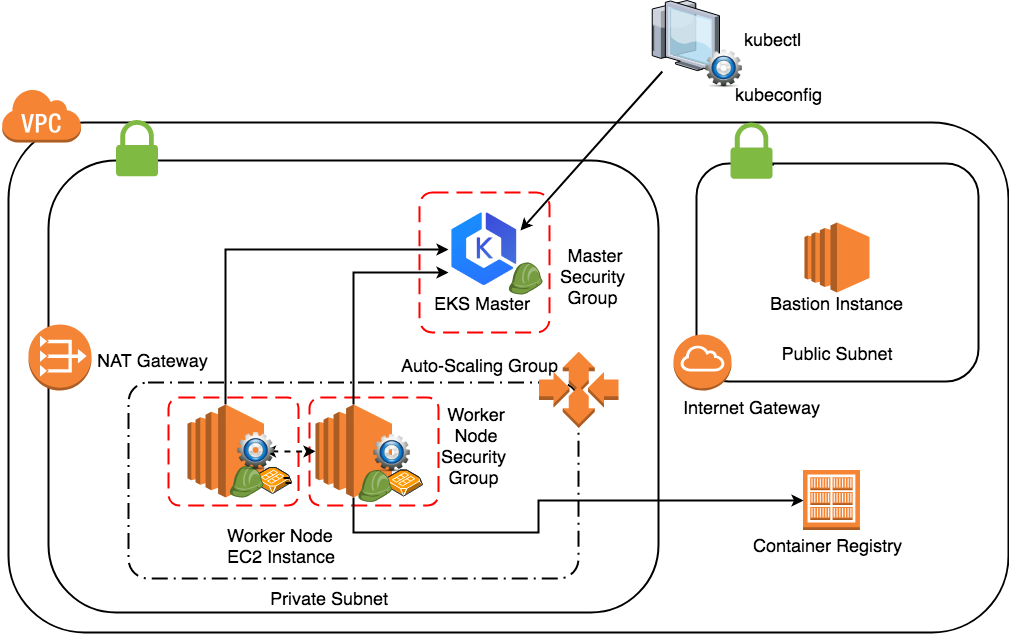 kubectl
kubeconfig
VPC
K
EKS Master
Master
Security
Group
Bastion Instance
Public Subnet
NAT Gateway
Auto-Scaling Group
Internet Gateway
Worker
Node
Security
Group
Worker Node
EC2 Instance
Container Registry
Private Subnet